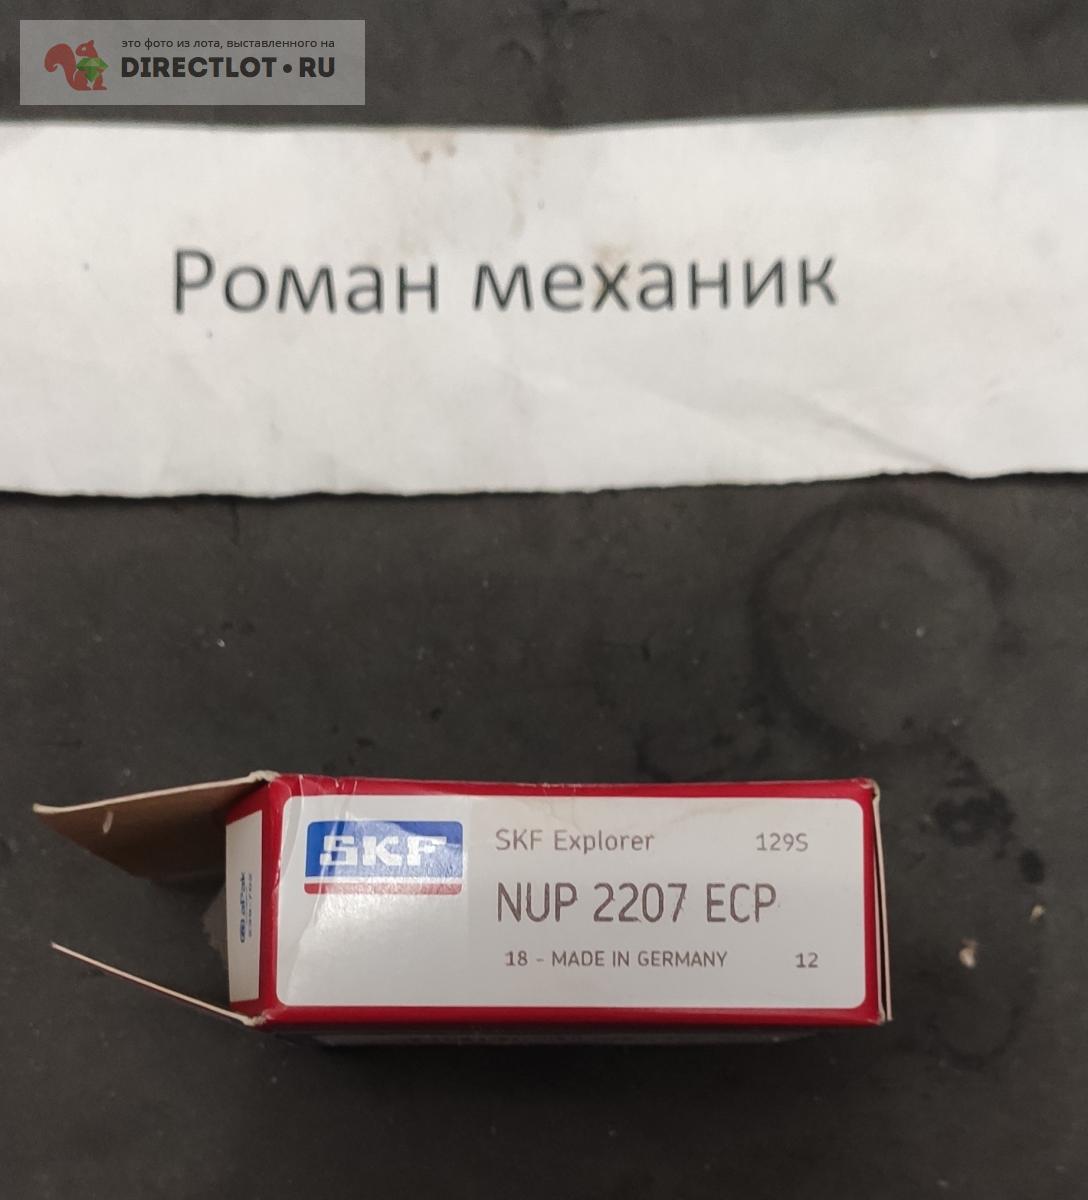 это фото из лота, выставленного на
DIRECTLOT•RU
Роман механик
SKF
SKF Explorer 129S
NUP 2207 ECP
18 - MADE IN GERMANY 12